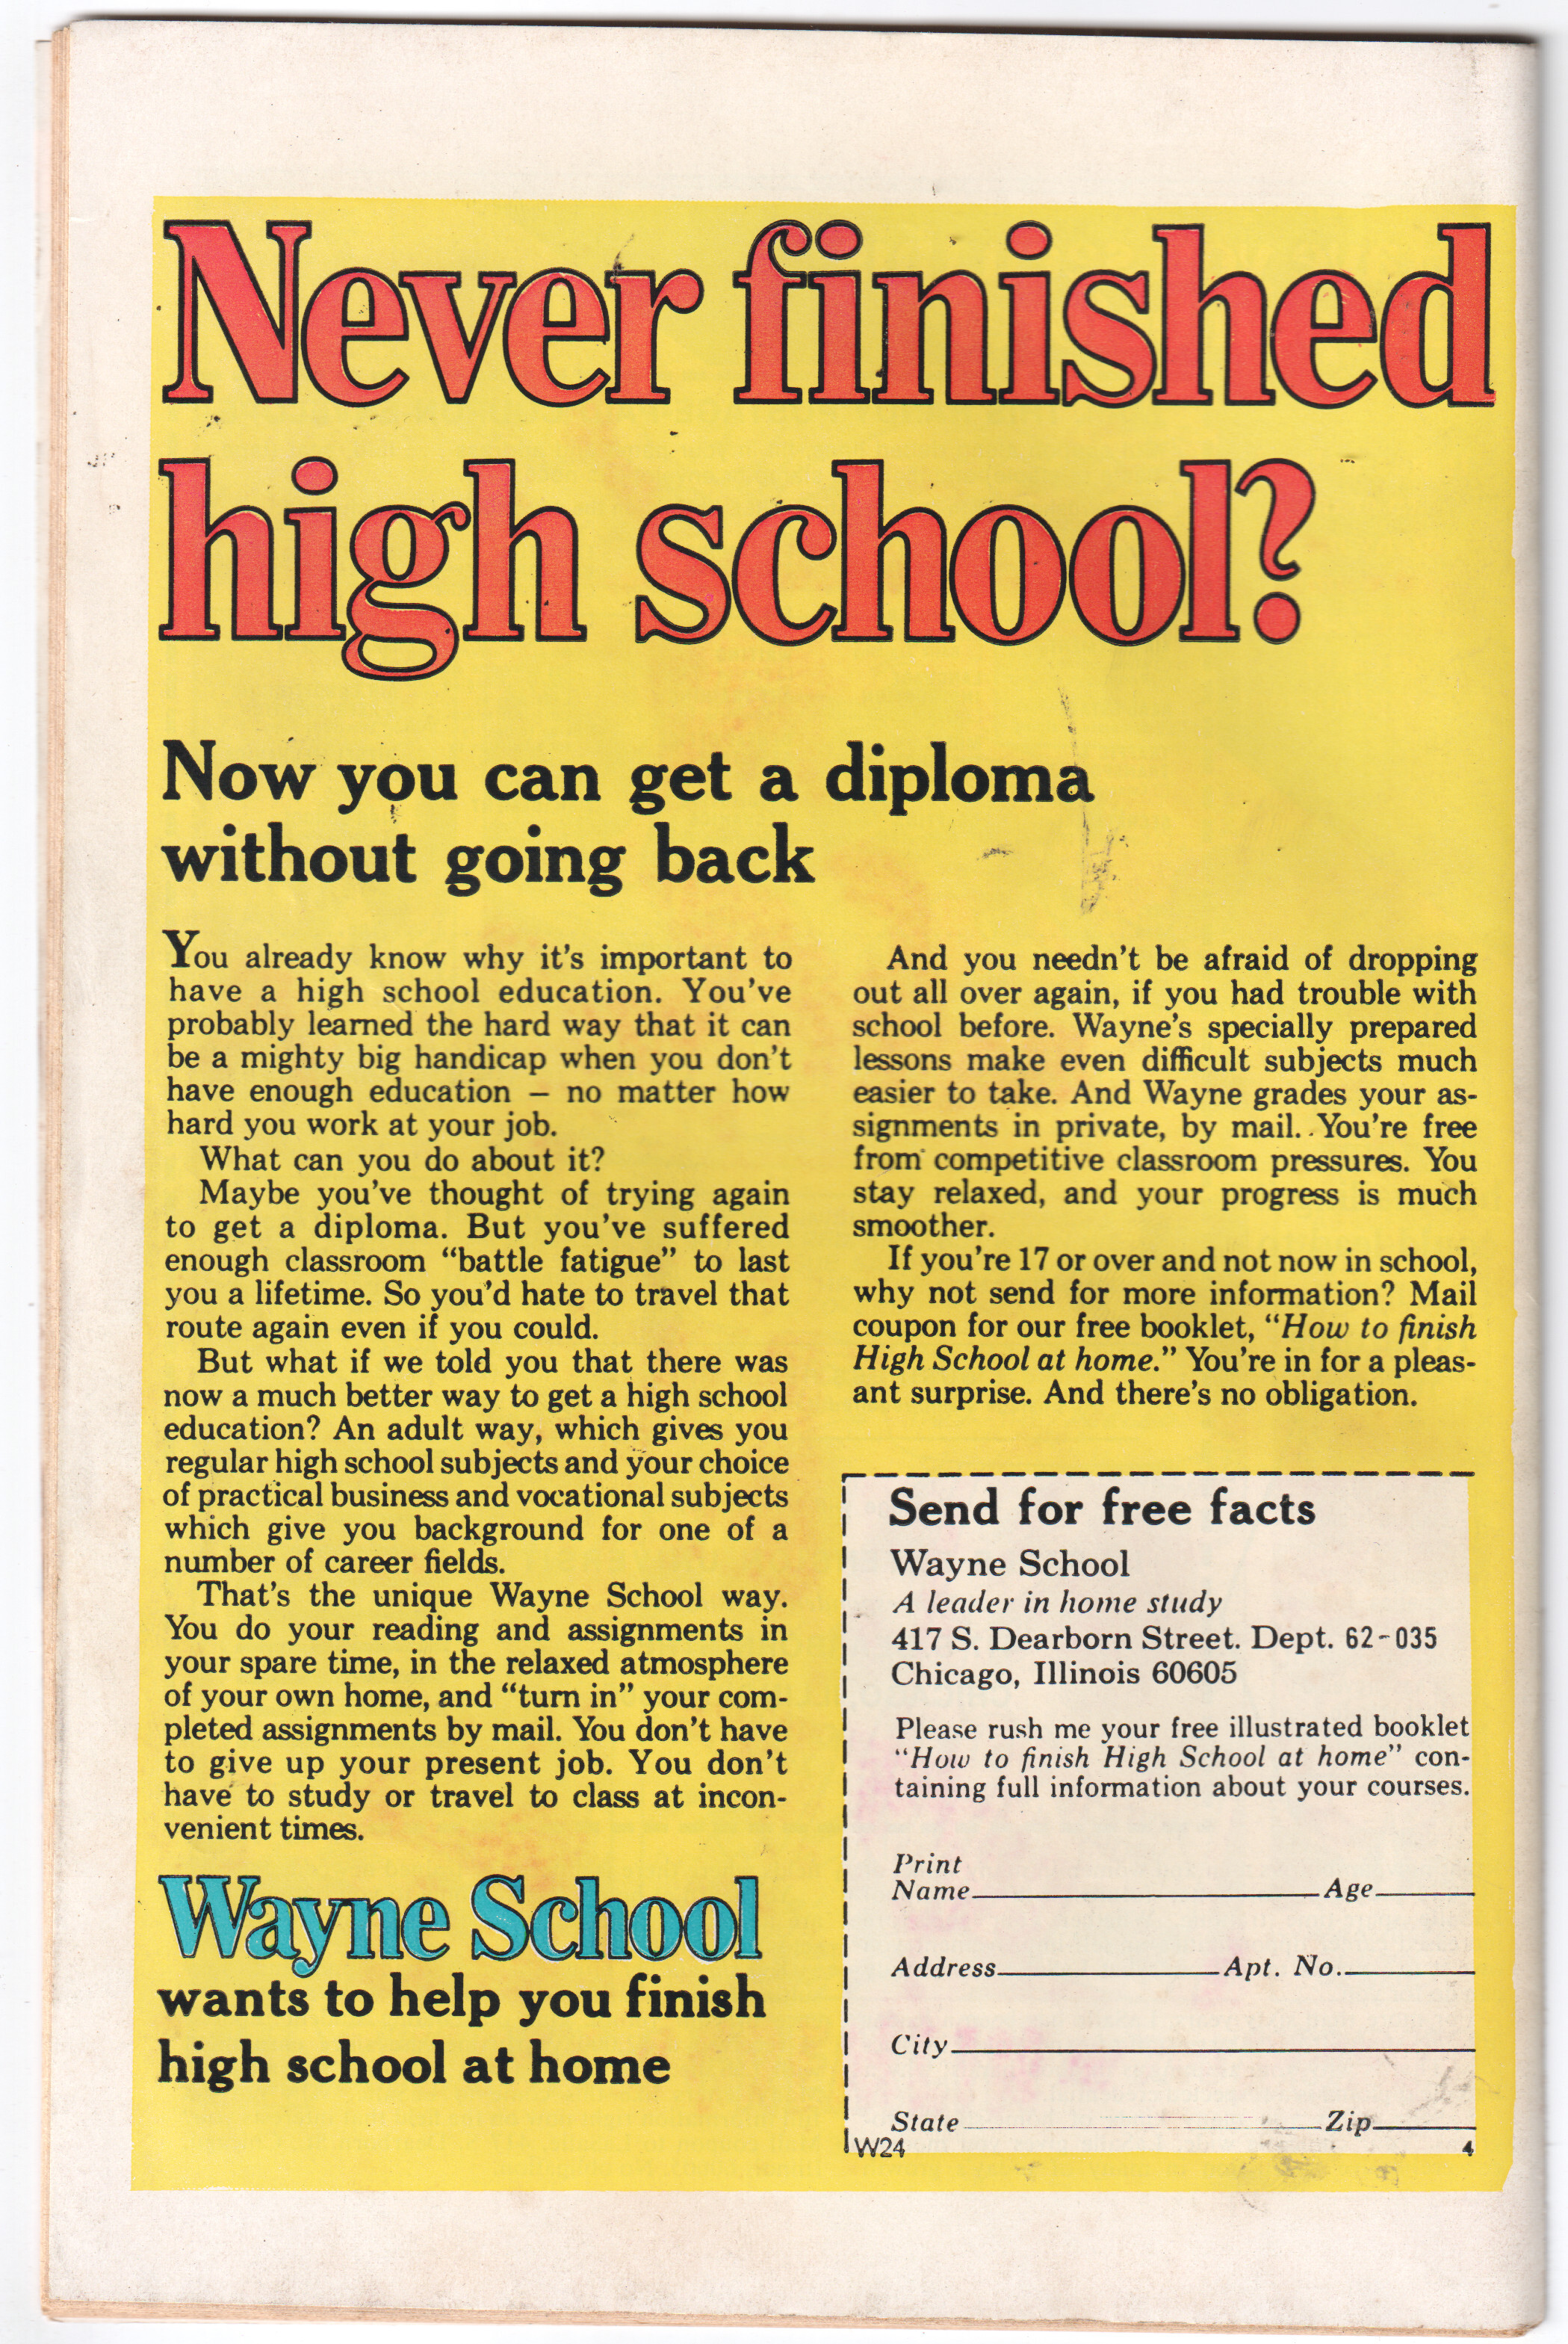 Never finished
high school?
Now you can get a diploma
without going back
You already know why it's important to
have a high school education. You've
probably learned the hard way that it can
be a mighty big handicap when you don't
have enough education – no matter how
hard you work at your job.
What can you do about it?
Maybe you've thought of trying again
to get a diploma. But you've suffered
enough classroom “battle fatigue” to last
you a lifetime. So you'd hate to travel that
route again even if you could.
But what if we told you that there was
now a much better way to get a high school
education? An adult way, which gives you
regular high school subjects and your choice
of practical business and vocational subjects
which give you background for one of a
number of career fields.
That's the unique Wayne School way.
You do your reading and assignments in
your spare time, in the relaxed atmosphere
of your own home, and “turn in” your com-
pleted assignments by mail. You don't have
to give up your present job. You don't
have to study or travel to class at incon-
venient times.
Wayne School
wants to help you finish
high school at home
And you needn't be afraid of dropping
out all over again, if you had trouble with
school before. Wayne's specially prepared
lessons make even difficult subjects much
easier to take. And Wayne grades your as-
signments in private, by mail. You're free
from competitive classroom pressures. You
stay relaxed, and your progress is much
smoother.
If you're 17 or over and not now in school,
why not send for more information? Mail
coupon for our free booklet, “How to finish
High School at home.” You're in for a pleas-
ant surprise. And there's no obligation.
Send for free facts
Wayne School
A leader in home study
417 S. Dearborn Street. Dept. 62-035
Chicago, Illinois 60605
Please rush me your free illustrated booklet
“How to finish High School at home” con-
taining full information about your courses.
Print
Name Age
Address Apt. No.
City
State Zip
W24 4